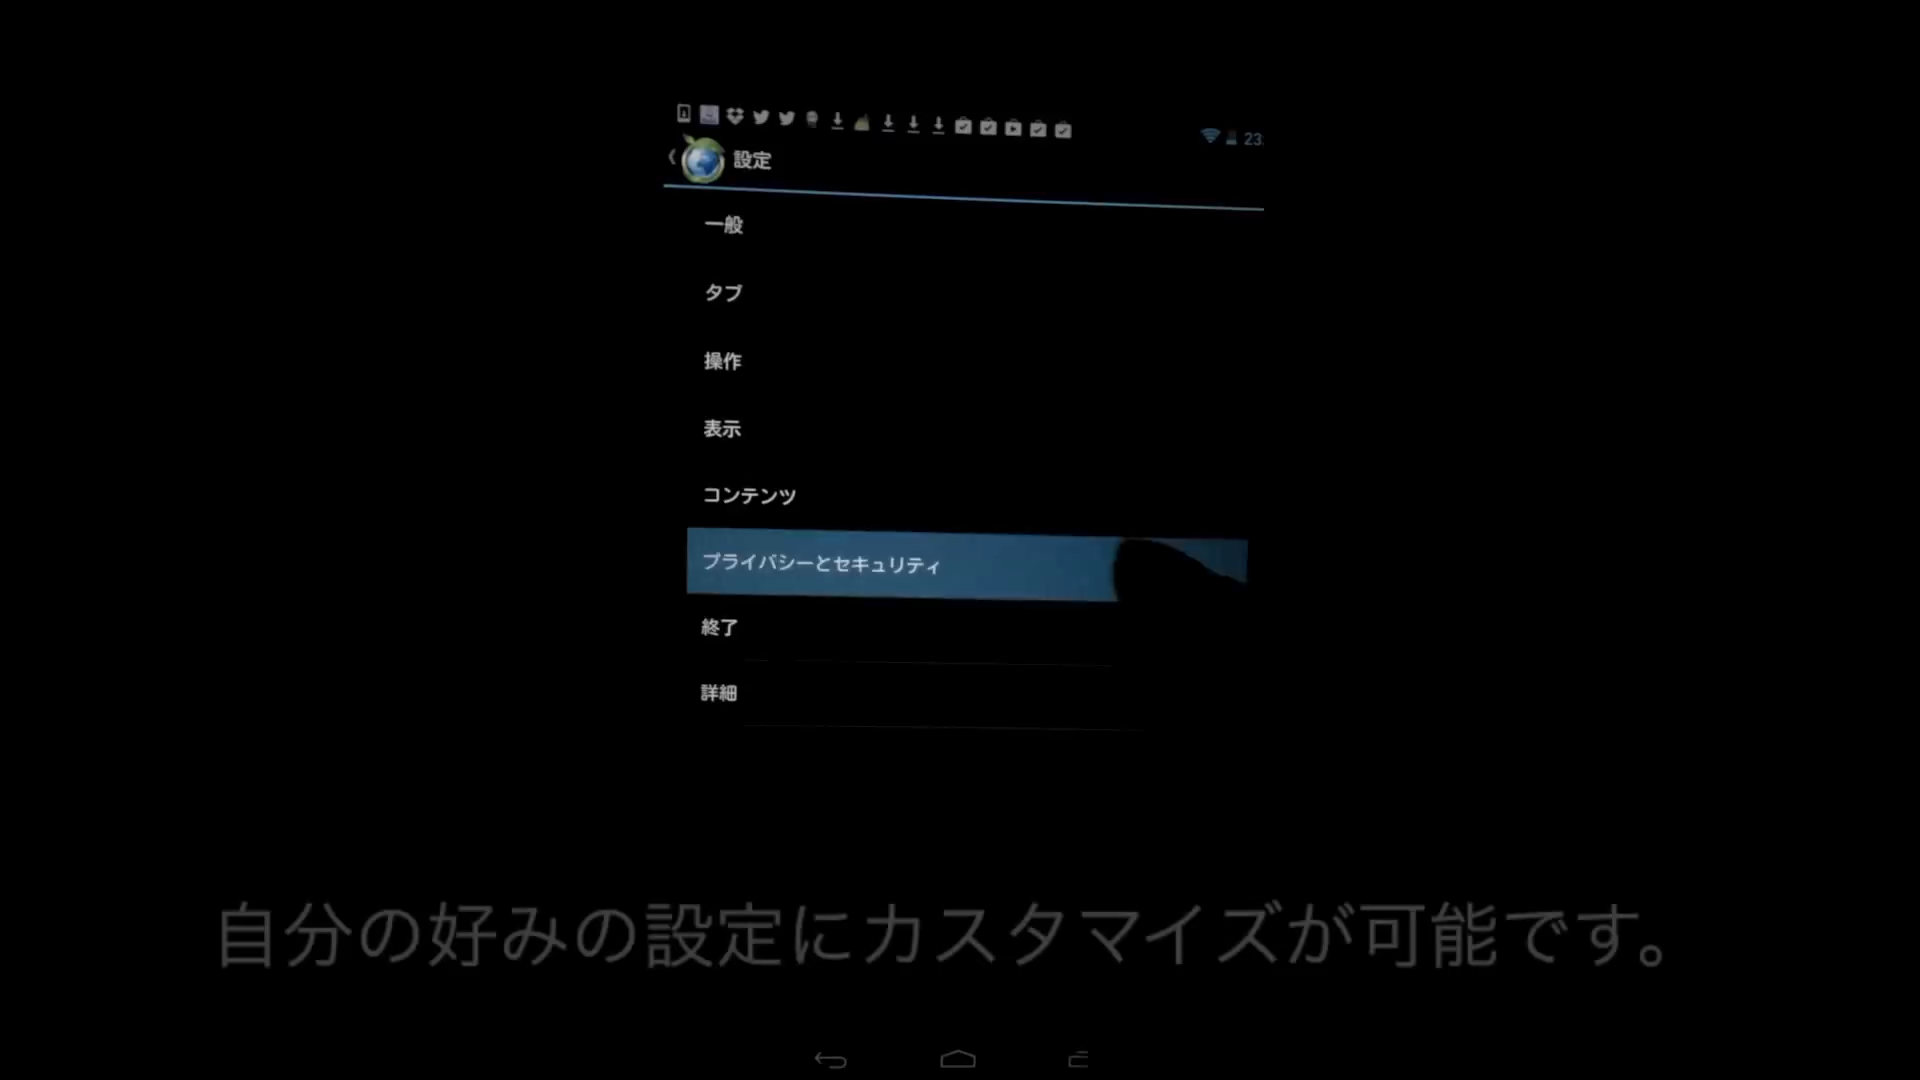 23:
設定
一般
タブ
操作
表示
コンテンツ
プライバシーとセキュリティ
終了
詳細
自分の好みの設定にカスタマイズが可能です。